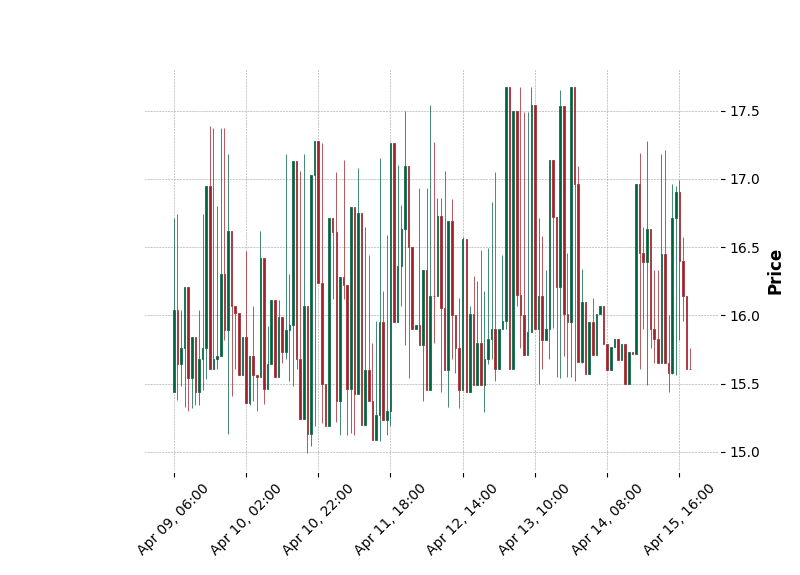 17.5
17.0
16.5
16.0
15.5
15.0
Price
Apr 09, 06:00
Apr 10, 02:00
Apr 10, 22:00
Apr 11, 18:00
Apr 12, 14:00
Apr 13, 10:00
Apr 14, 08:00
Apr 15, 16:00